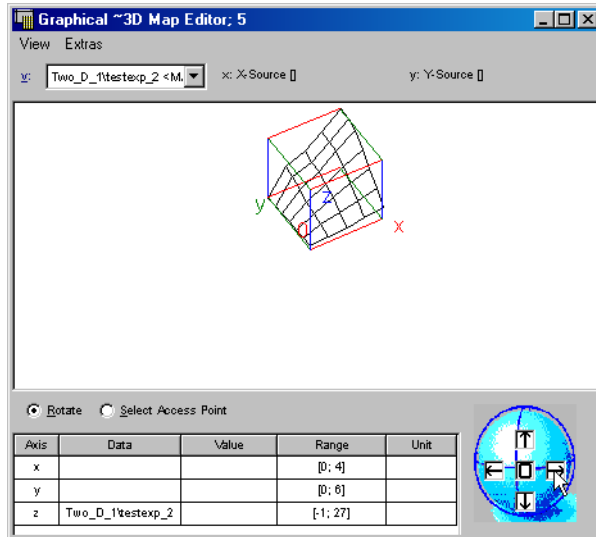 Graphical ~3D Map Editor; 5
View Extras
v: Two_D_1\testexp_2 <M. x: X-Source [] y: Y-Source []
y z 0 x
Rotate Select Access Point
Axis Data Value Range Unit
x [0; 4]
y [0; 6]
z Two_D_1\testexp_2 [-1; 27]